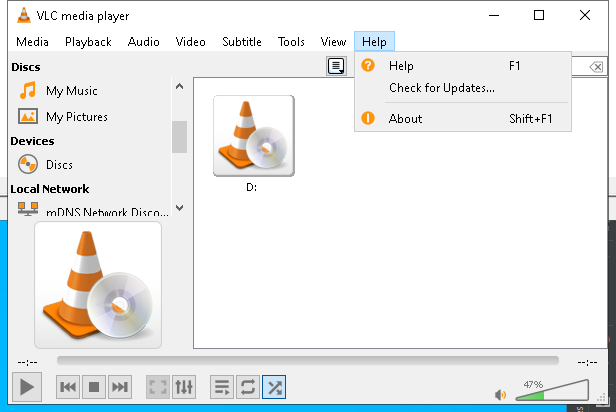 VLC media player
Media Playback Audio Video Subtitle Tools View Help
Discs
My Music
My Pictures
Devices
Discs
Local Network
mDNS Network Disco...
D:
Help F1
Check for Updates...
About Shift+F1
--:-- --:--
47%